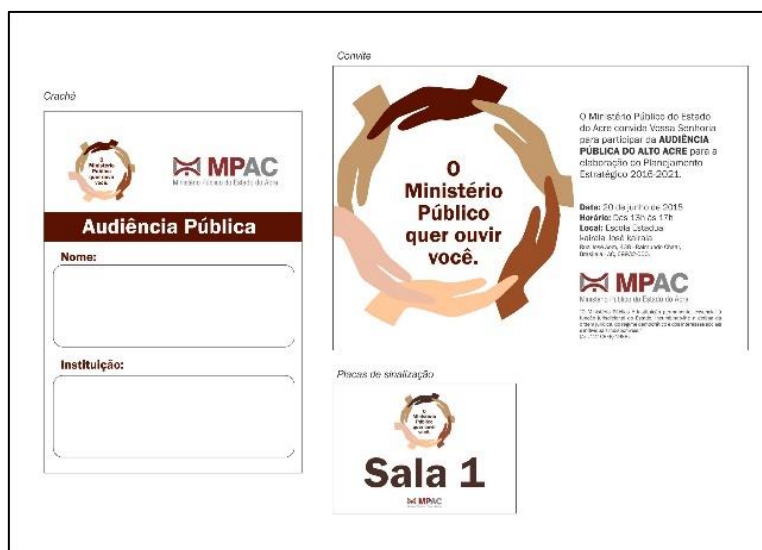 Crachá
O
Ministério
Público
quer ouvir
você.
MPAC
Ministério Público do Estado do Acre
Audiência Pública
Nome:
Instituição:
Convite
O
Ministério
Público
quer ouvir
você.
O Ministério Público do Estado
do Acre convida Vossa Senhoria
para participar da AUDIÊNCIA
PÚBLICA DO ALTO ACRE para a
elaboração do Planejamento
Estratégico 2016-2021.
Data: 20 de junho de 2015
Horário: Das 13h às 17h
Local: Escola Estadual
Kairala José Kairala
MPAC
Ministério Público do Estado do Acre
Placas de sinalização
O
Ministério
Público
quer ouvir
você.
Sala 1
MPAC